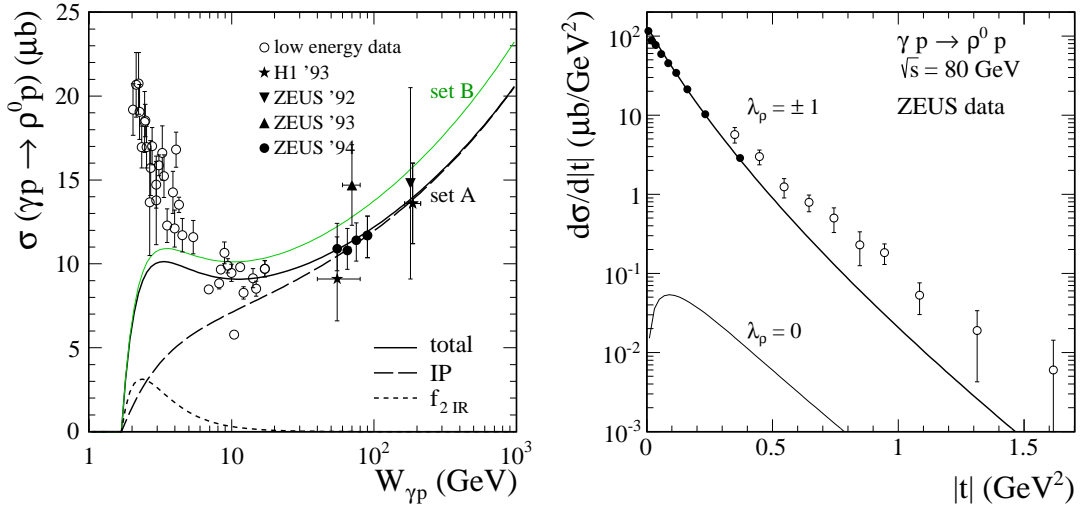 σ (γp → ρ⁰p) (μb)
25
20
15
10
5
0
low energy data
H1 '93
ZEUS '92
ZEUS '93
ZEUS '94
set B
set A
total
IP
f₂ IR
1
10
10²
10³
W_γp (GeV)
dσ/d|t| (μb/GeV²)
10²
10
1
10⁻¹
10⁻²
10⁻³
γ p → ρ⁰ p
√s = 80 GeV
ZEUS data
λ_ρ = ± 1
λ_ρ = 0
0
0.5
1
1.5
|t| (GeV²)